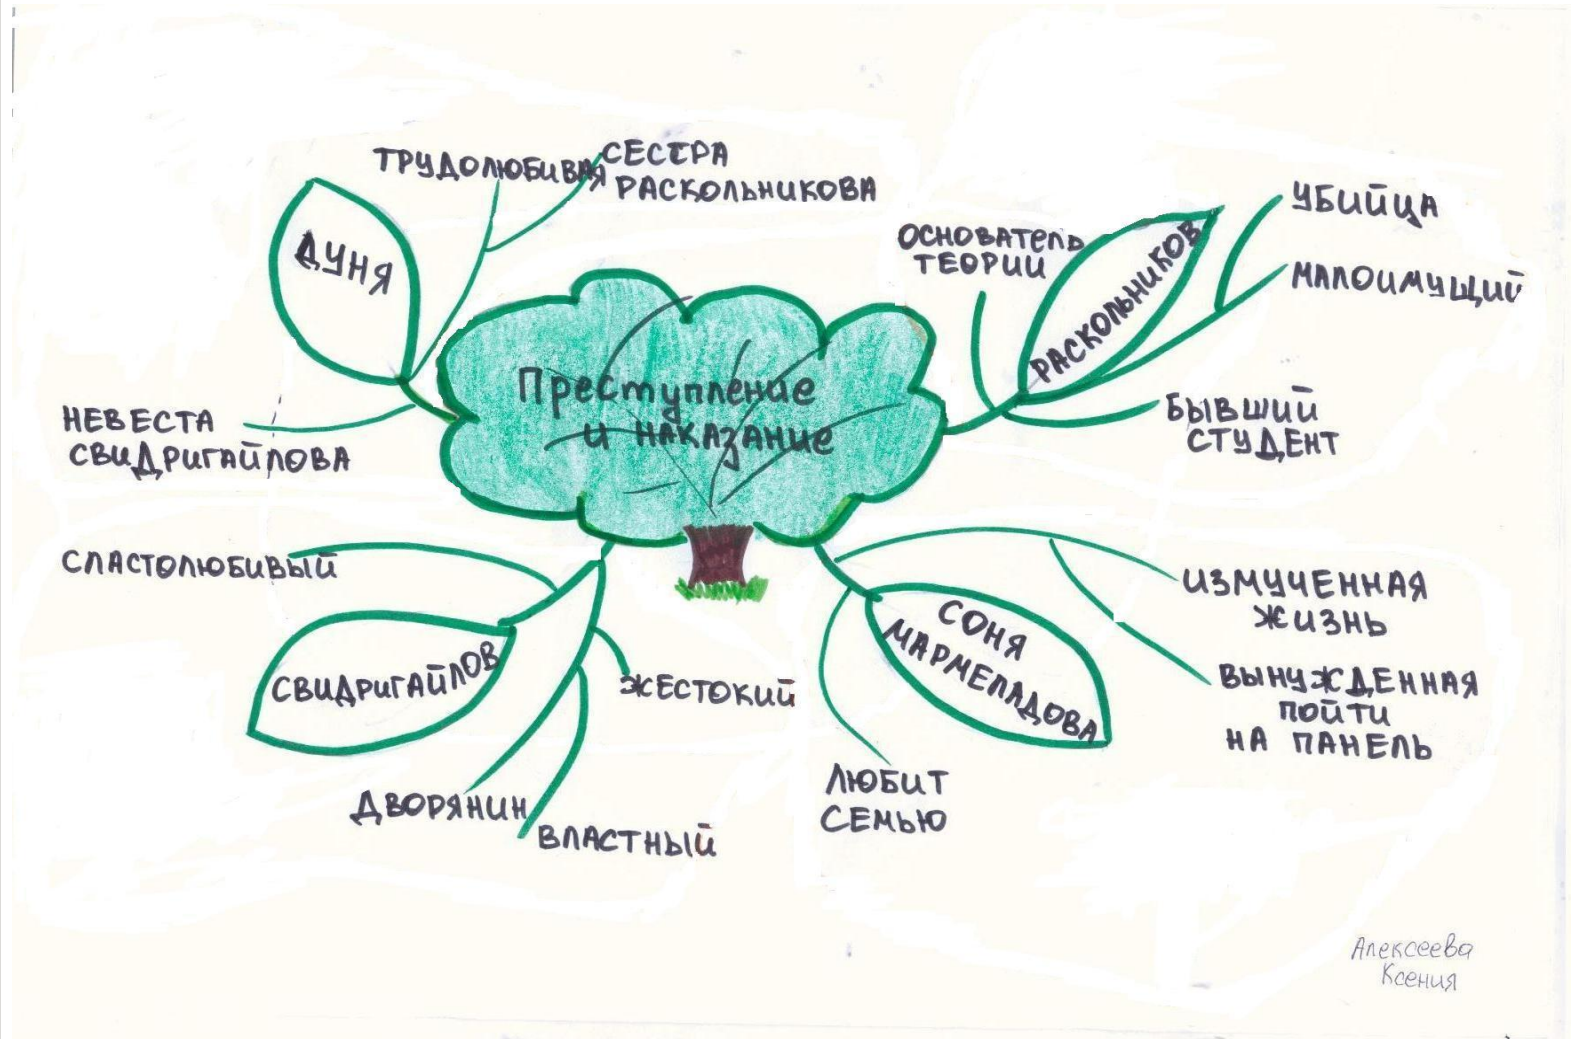 ТРУДОЛЮБИВАЯ
СЕСТРА
РАСКОЛЬНИКОВА
ДУНЯ
НЕВЕСТА
СВИДРИГАЙЛОВА
Преступление
и наказание
ОСНОВАТЕЛЬ
ТЕОРИИ
РАСКОЛЬНИКОВ
УБИЙЦА
МАЛОИМУЩИЙ
БЫВШИЙ
СТУДЕНТ
СЛАСТОЛЮБИВЫЙ
СВИДРИГАЙЛОВ
ЖЕСТОКИЙ
ДВОРЯНИН
ВЛАСТНЫЙ
СОНЯ
МАРМЕЛАДОВА
ИЗМУЧЕННАЯ
ЖИЗНЬ
ВЫНУЖДЕННАЯ
ПОЙТИ
НА ПАНЕЛЬ
ЛЮБИТ
СЕМЬЮ
Алексеева
Ксения